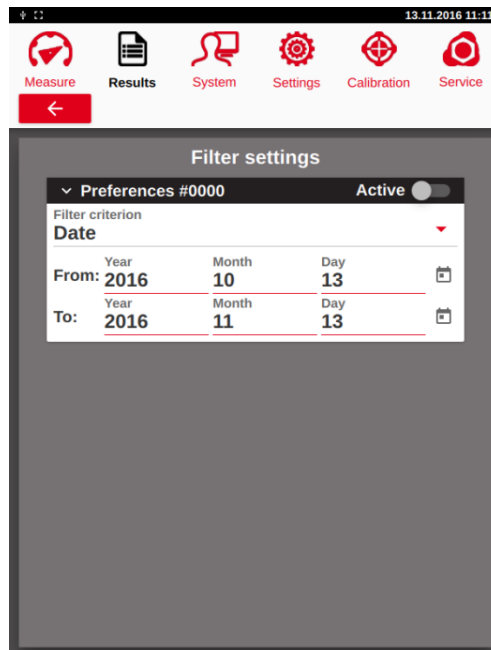 13.11.2016 11:11
Measure Results System Settings Calibration Service
Filter settings
Preferences #0000 Active
Filter criterion
Date
Year Month Day
From: 2016 10 13
Year Month Day
To: 2016 11 13